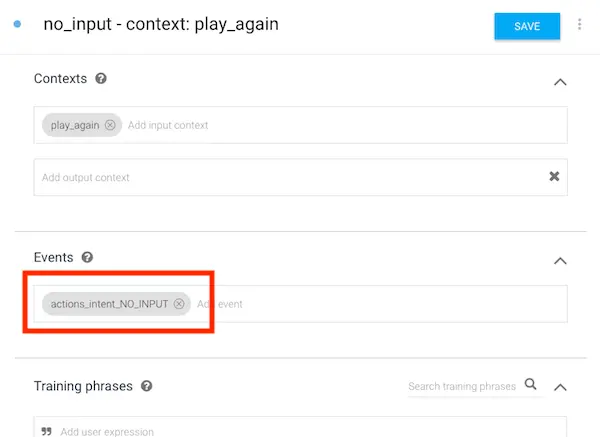 no_input - context: play_again
SAVE
Contexts
play_again Add input context
Add output context
Events
actions_intent_NO_INPUT Add event
Training phrases
Search training phrases
Add user expression